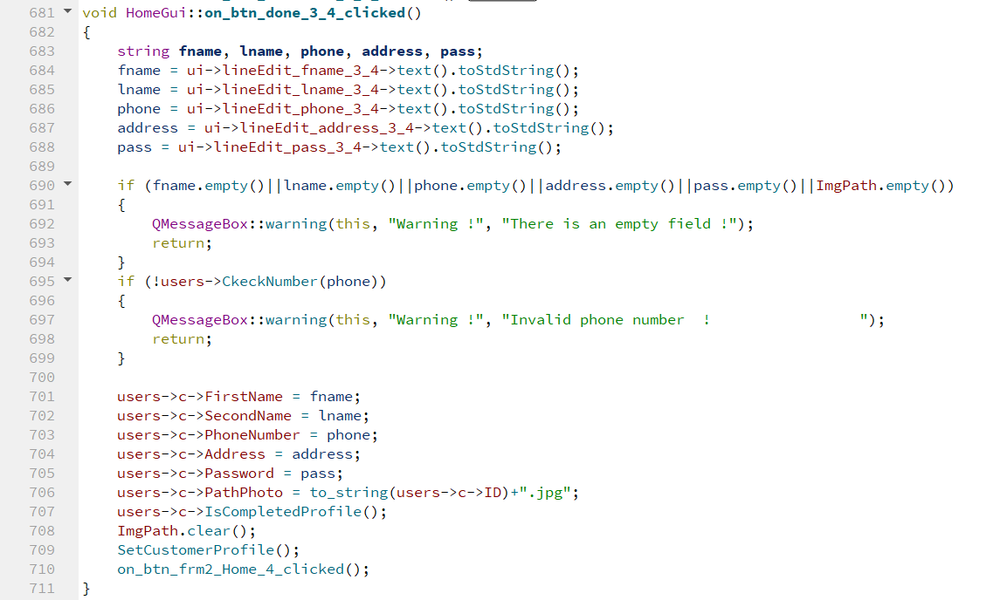 681 void HomeGui::on_btn_done_3_4_clicked()
682 {
683     string fname, lname, phone, address, pass;
684     fname = ui->lineEdit_fname_3_4->text().toStdString();
685     lname = ui->lineEdit_lname_3_4->text().toStdString();
686     phone = ui->lineEdit_phone_3_4->text().toStdString();
687     address = ui->lineEdit_address_3_4->text().toStdString();
688     pass = ui->lineEdit_pass_3_4->text().toStdString();
689
690     if (fname.empty()||lname.empty()||phone.empty()||address.empty()||pass.empty()||ImgPath.empty())
691     {
692         QMessageBox::warning(this, "Warning !", "There is an empty field !");
693         return;
694     }
695     if (!users->CkeckNumber(phone))
696     {
697         QMessageBox::warning(this, "Warning !", "Invalid phone number  !                 ");
698         return;
699     }
700
701     users->c->FirstName = fname;
702     users->c->SecondName = lname;
703     users->c->PhoneNumber = phone;
704     users->c->Address = address;
705     users->c->Password = pass;
706     users->c->PathPhoto = to_string(users->c->ID)+".jpg";
707     users->c->IsCompletedProfile();
708     ImgPath.clear();
709     SetCustomerProfile();
710     on_btn_frm2_Home_4_clicked();
711 }